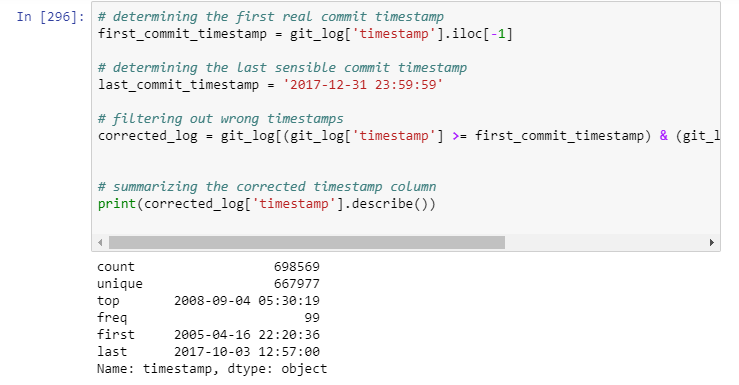 In [296]: # determining the first real commit timestamp
first_commit_timestamp = git_log['timestamp'].iloc[-1]
# determining the last sensible commit timestamp
last_commit_timestamp = '2017-12-31 23:59:59'
# filtering out wrong timestamps
corrected_log = git_log[(git_log['timestamp'] >= first_commit_timestamp) & (git_l
# summarizing the corrected timestamp column
print(corrected_log['timestamp'].describe())
count 698569
unique 667977
top 2008-09-04 05:30:19
freq 99
first 2005-04-16 22:20:36
last 2017-10-03 12:57:00
Name: timestamp, dtype: object